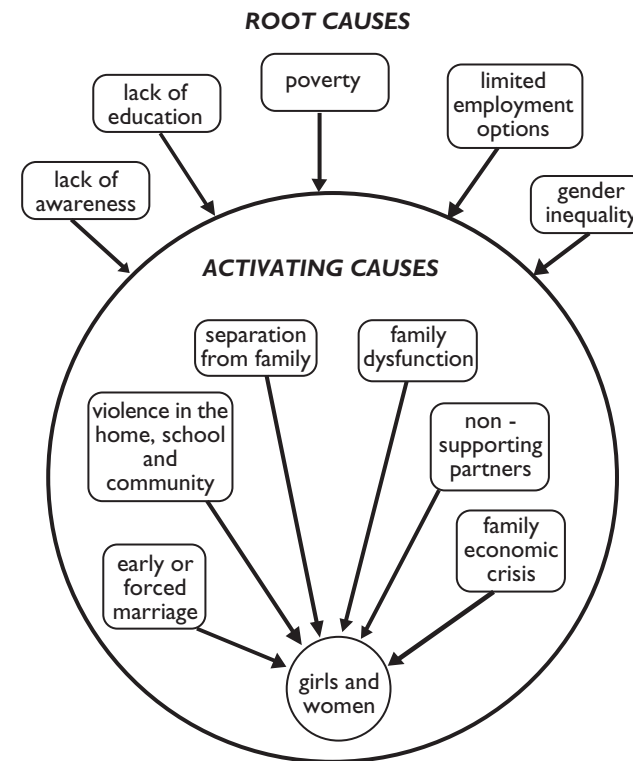 ROOT CAUSES
lack of
awareness
lack of
education
poverty
limited
employment
options
gender
inequality
ACTIVATING CAUSES
early or
forced
marriage
violence in the
home, school
and
community
separation
from family
family
dysfunction
non -
supporting
partners
family
economic
crisis
girls and
women